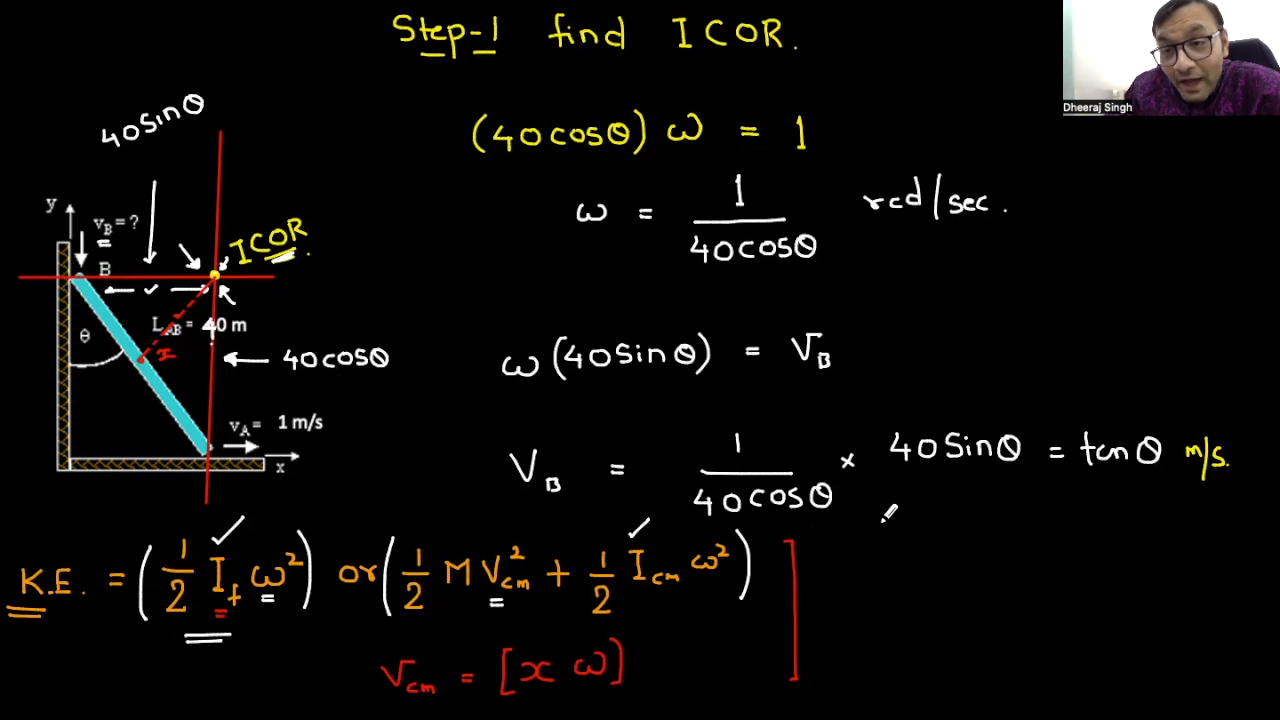 Step-1 find ICOR.
Dheeraj Singh
40sinθ
(40cosθ) ω = 1
ω = 1/40cosθ rad/sec.
y
v_B = ?
B
ICOR.
θ
L_AB = 40 m
x
40cosθ
ω(40sinθ) = V_B
v_A = 1 m/s
x
V_B = 1/40cosθ × 40Sinθ = tanθ m/s.
K.E. = (1/2 I_f ω²) or (1/2 M V_cm² + 1/2 I_cm ω²)
V_cm = [x ω]